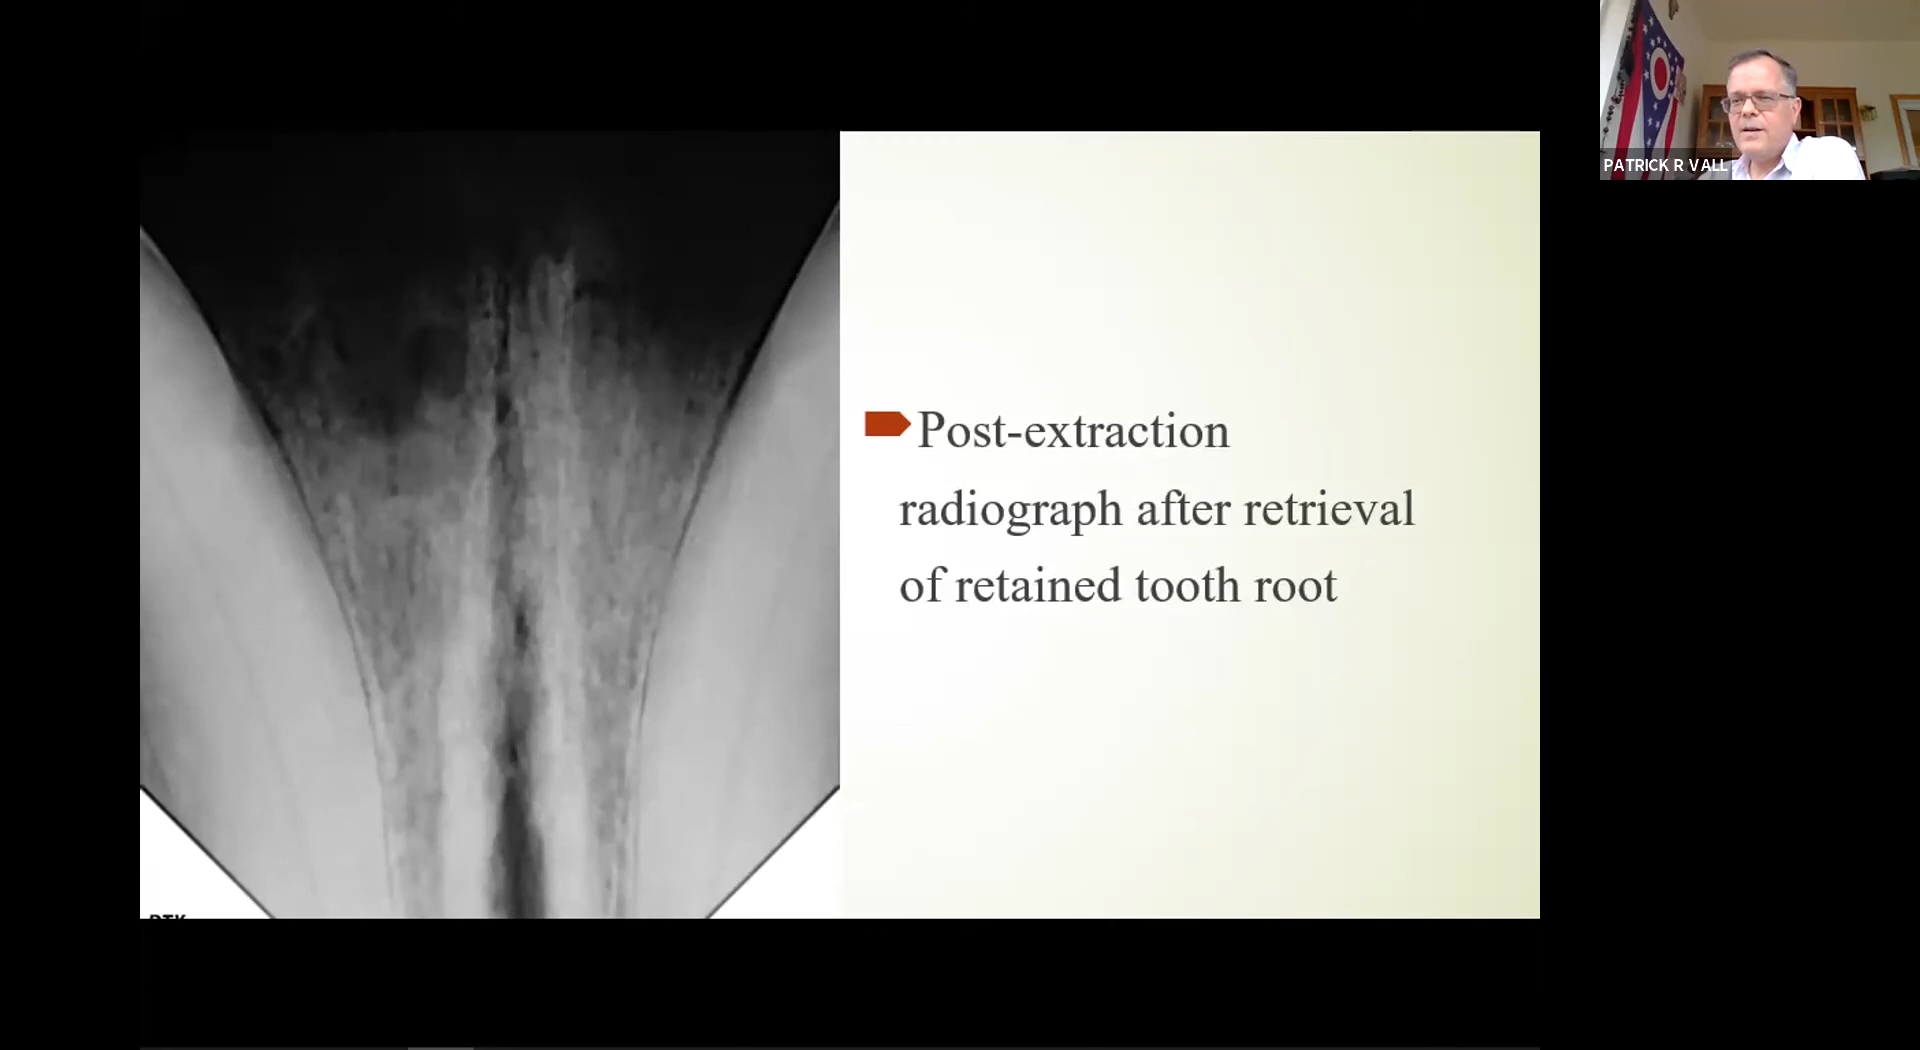 PATRICK R VALL
Post-extraction
radiograph after retrieval
of retained tooth root